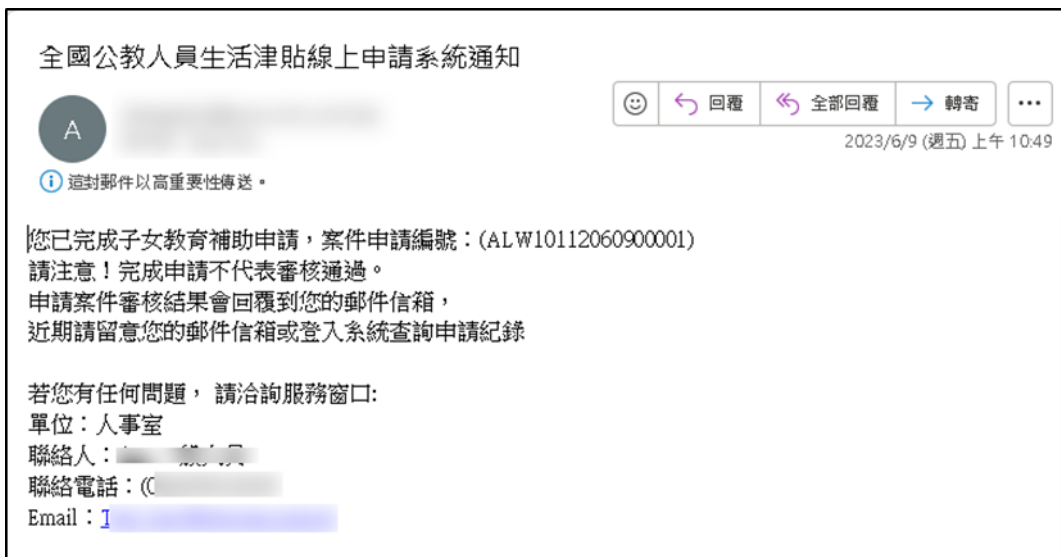 全國公教人員生活津貼線上申請系統通知
A
回覆
全部回覆
轉寄
2023/6/9 (週五) 上午 10:49
這封郵件以高重要性傳送。
您已完成子女教育補助申請，案件申請編號：(ALW10112060900001)
請注意！完成申請不代表審核通過。
申請案件審核結果會回覆到您的郵件信箱，
近期請留意您的郵件信箱或登入系統查詢申請紀錄
若您有任何問題， 請洽詢服務窗口:
單位：人事室
聯絡人：
聯絡電話：(
Email：